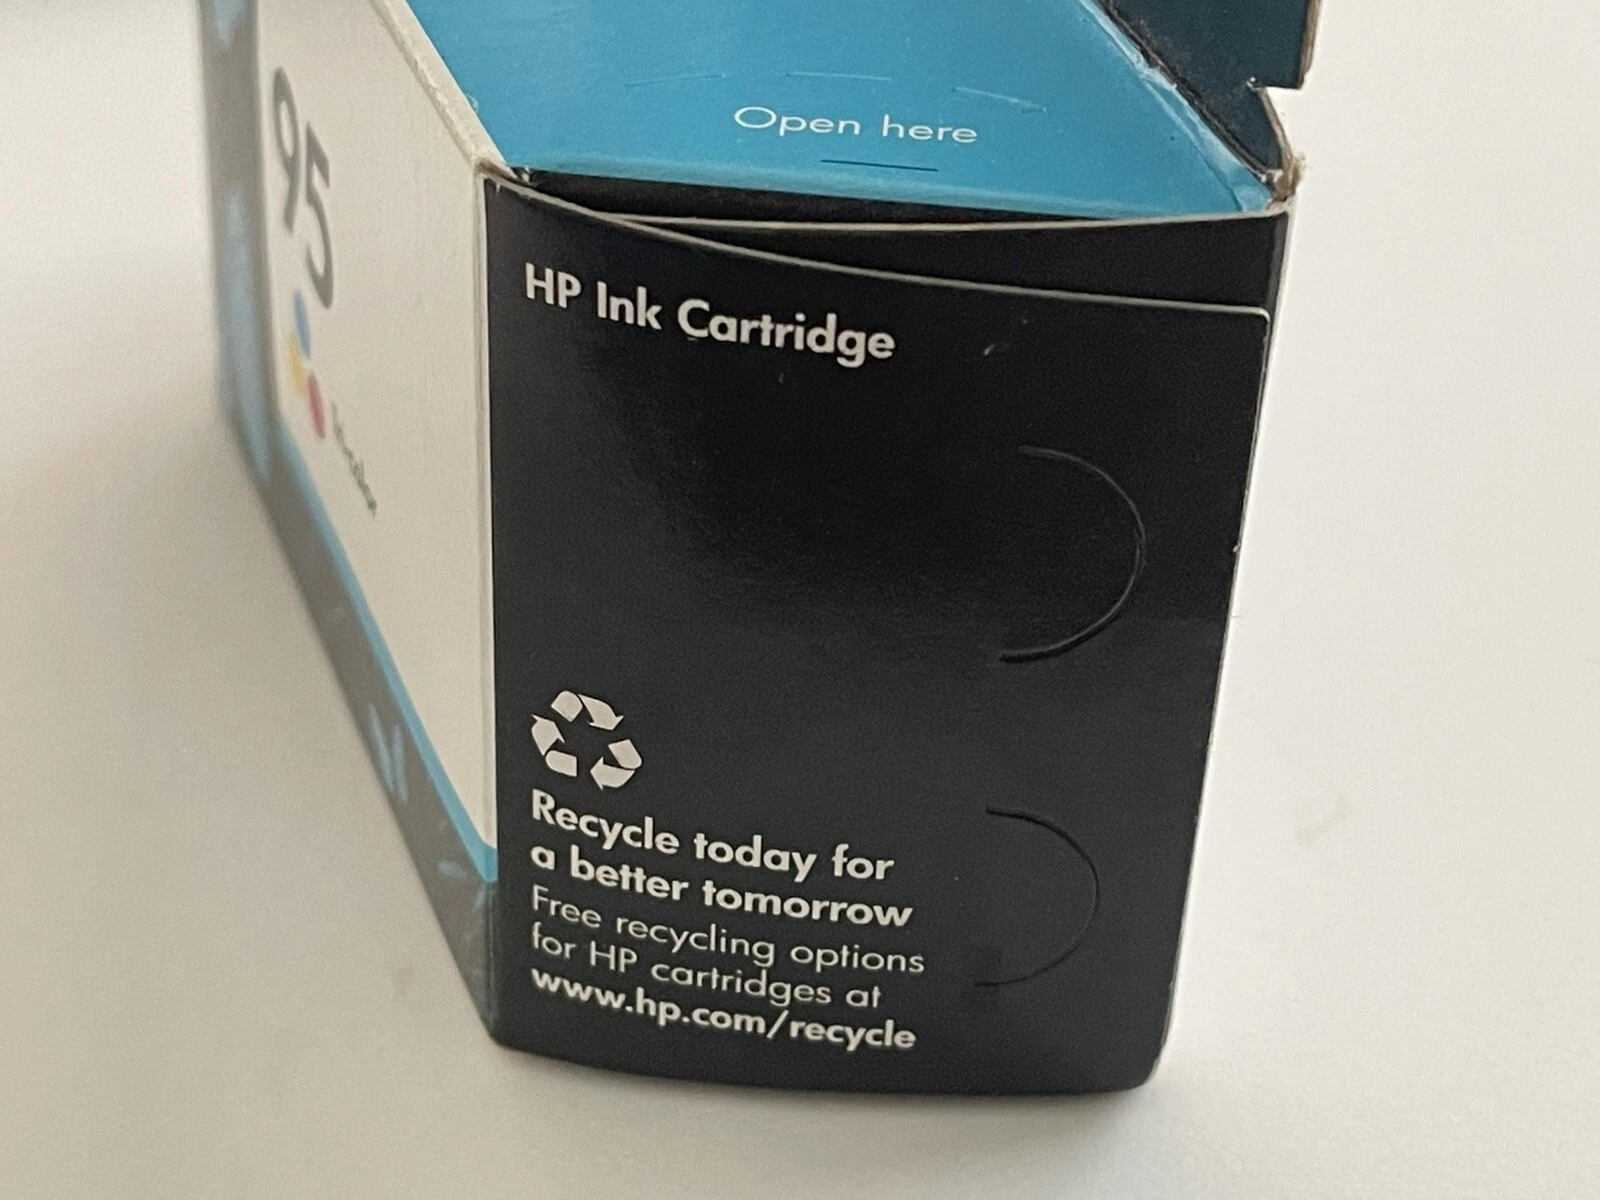 95
Open here
HP Ink Cartridge
Recycle today for
a better tomorrow
Free recycling options
for HP cartridges at
www.hp.com/recycle